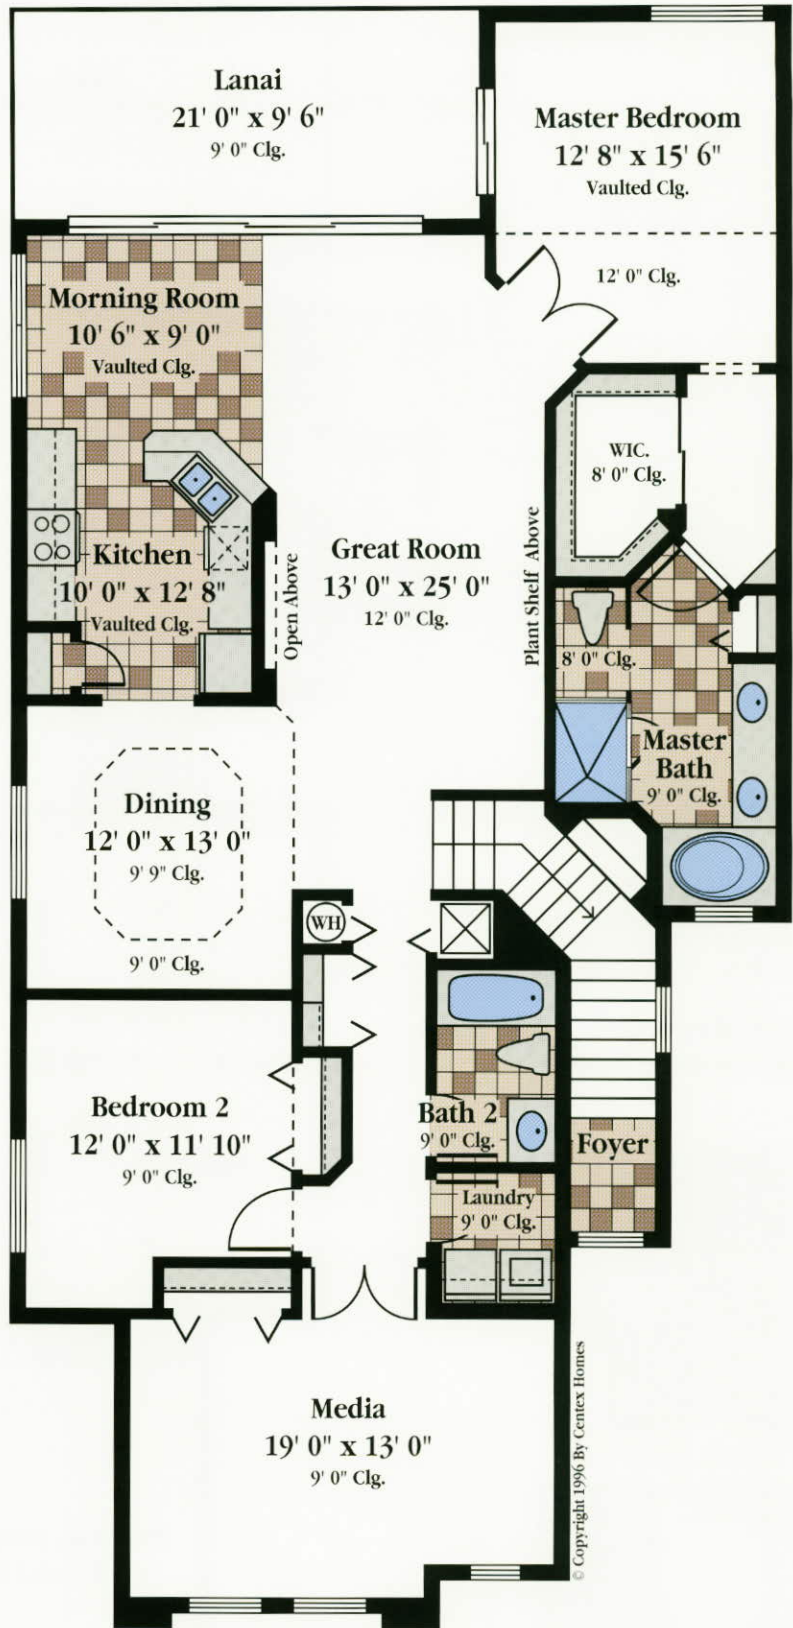 Lanai
21' 0" x 9' 6"
9' 0" Clg.
Master Bedroom
12' 8" x 15' 6"
Vaulted Clg.
12' 0" Clg.
Morning Room
10' 6" x 9' 0"
Vaulted Clg.
WIC.
8' 0" Clg.
Kitchen
10' 0" x 12' 8"
Vaulted Clg.
Open Above
Great Room
13' 0" x 25' 0"
12' 0" Clg.
Plant Shelf Above
8' 0" Clg.
Master
Bath
9' 0" Clg.
Dining
12' 0" x 13' 0"
9' 9" Clg.
9' 0" Clg.
WH
Bedroom 2
12' 0" x 11' 10"
9' 0" Clg.
Bath 2
9' 0" Clg.
Foyer
Laundry
9' 0" Clg.
Media
19' 0" x 13' 0"
9' 0" Clg.
© Copyright 1996 By Centex Homes